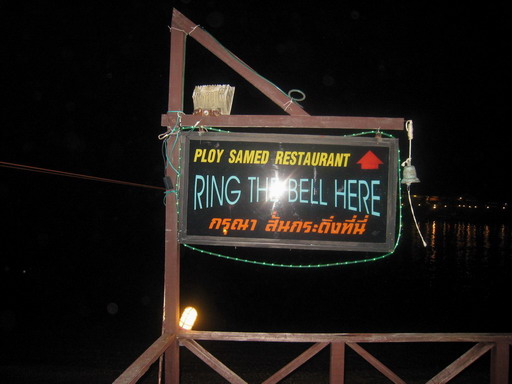 PLOY SAMED RESTAURANT
RING THE BELL HERE
กรุณา สั่นกระดิ่งที่นี่